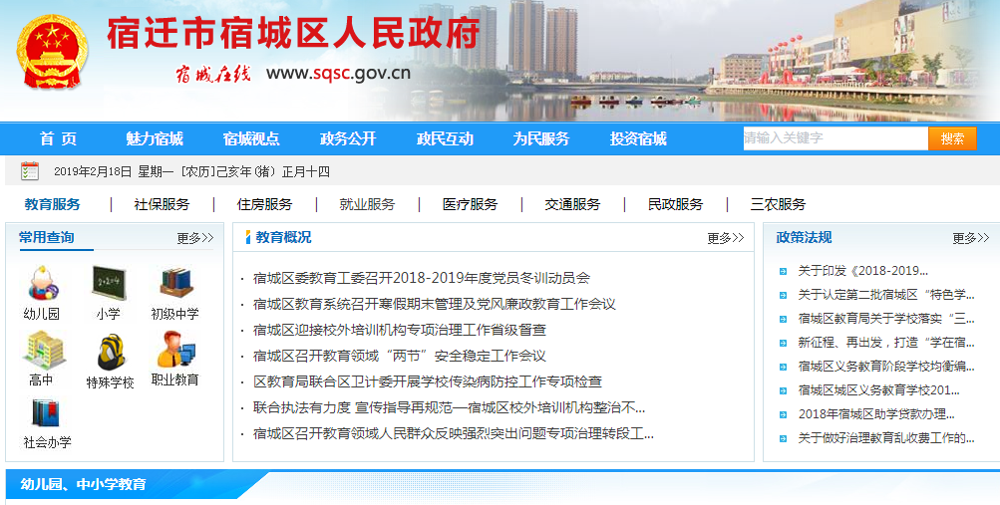 宿迁市宿城区人民政府
宿城在线 www.sqsc.gov.cn
首 页 魅力宿城 宿城视点 政务公开 政民互动 为民服务 投资宿城 请输入关键字 搜索
2019年2月18日 星期一 [农历]己亥年(猪) 正月十四
教育服务 | 社保服务 | 住房服务 | 就业服务 | 医疗服务 | 交通服务 | 民政服务 | 三农服务
常用查询 更多>>
幼儿园 小学 初级中学
高中 特殊学校 职业教育
社会办学
教育概况 更多>>
· 宿城区委教育工委召开2018-2019年度党员冬训动员会
· 宿城区教育系统召开寒假期末管理及党风廉政教育工作会议
· 宿城区迎接校外培训机构专项治理工作省级督查
· 宿城区召开教育领域“两节”安全稳定工作会议
· 区教育局联合区卫计委开展学校传染病防控工作专项检查
· 联合执法有力度 宣传指导再规范—宿城区校外培训机构整治不...
· 宿城区召开教育领域人民群众反映强烈突出问题专项治理转段工...
政策法规 更多>>
关于印发《2018-2019...
关于认定第二批宿城区“特色学...
宿城区教育局关于学校落实“三...
新征程、再出发，打造“学在宿...
宿城区义务教育阶段学校均衡编...
宿城区城区义务教育学校201...
2018年宿城区助学贷款办理...
关于做好治理教育乱收费工作的...
幼儿园、中小学教育